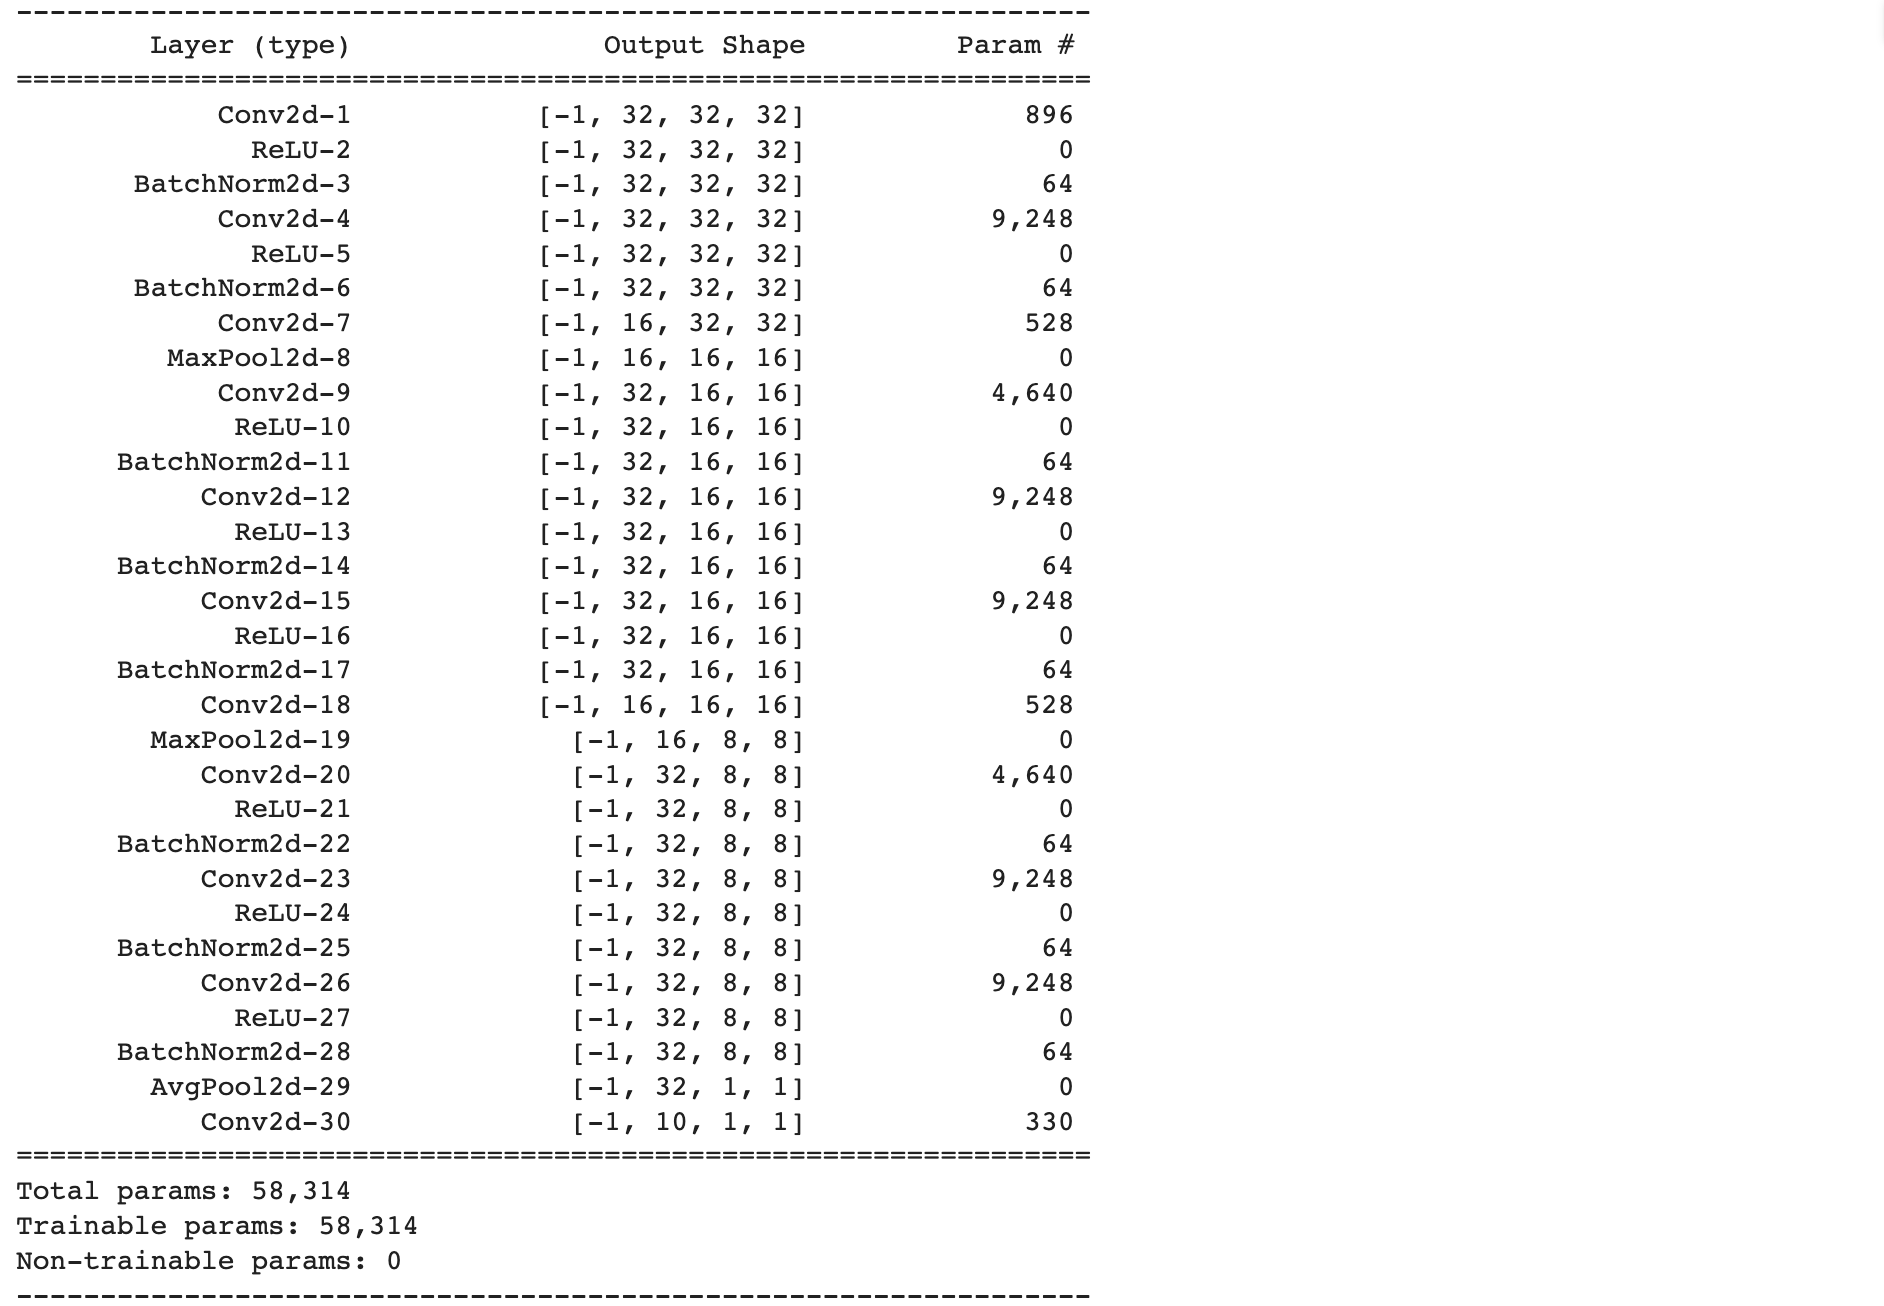 ----------------------------------------------------------------
Layer (type) Output Shape Param #
================================================================
Conv2d-1 [-1, 32, 32, 32] 896
ReLU-2 [-1, 32, 32, 32] 0
BatchNorm2d-3 [-1, 32, 32, 32] 64
Conv2d-4 [-1, 32, 32, 32] 9,248
ReLU-5 [-1, 32, 32, 32] 0
BatchNorm2d-6 [-1, 32, 32, 32] 64
Conv2d-7 [-1, 16, 32, 32] 528
MaxPool2d-8 [-1, 16, 16, 16] 0
Conv2d-9 [-1, 32, 16, 16] 4,640
ReLU-10 [-1, 32, 16, 16] 0
BatchNorm2d-11 [-1, 32, 16, 16] 64
Conv2d-12 [-1, 32, 16, 16] 9,248
ReLU-13 [-1, 32, 16, 16] 0
BatchNorm2d-14 [-1, 32, 16, 16] 64
Conv2d-15 [-1, 32, 16, 16] 9,248
ReLU-16 [-1, 32, 16, 16] 0
BatchNorm2d-17 [-1, 32, 16, 16] 64
Conv2d-18 [-1, 16, 16, 16] 528
MaxPool2d-19 [-1, 16, 8, 8] 0
Conv2d-20 [-1, 32, 8, 8] 4,640
ReLU-21 [-1, 32, 8, 8] 0
BatchNorm2d-22 [-1, 32, 8, 8] 64
Conv2d-23 [-1, 32, 8, 8] 9,248
ReLU-24 [-1, 32, 8, 8] 0
BatchNorm2d-25 [-1, 32, 8, 8] 64
Conv2d-26 [-1, 32, 8, 8] 9,248
ReLU-27 [-1, 32, 8, 8] 0
BatchNorm2d-28 [-1, 32, 8, 8] 64
AvgPool2d-29 [-1, 32, 1, 1] 0
Conv2d-30 [-1, 10, 1, 1] 330
================================================================
Total params: 58,314
Trainable params: 58,314
Non-trainable params: 0
----------------------------------------------------------------